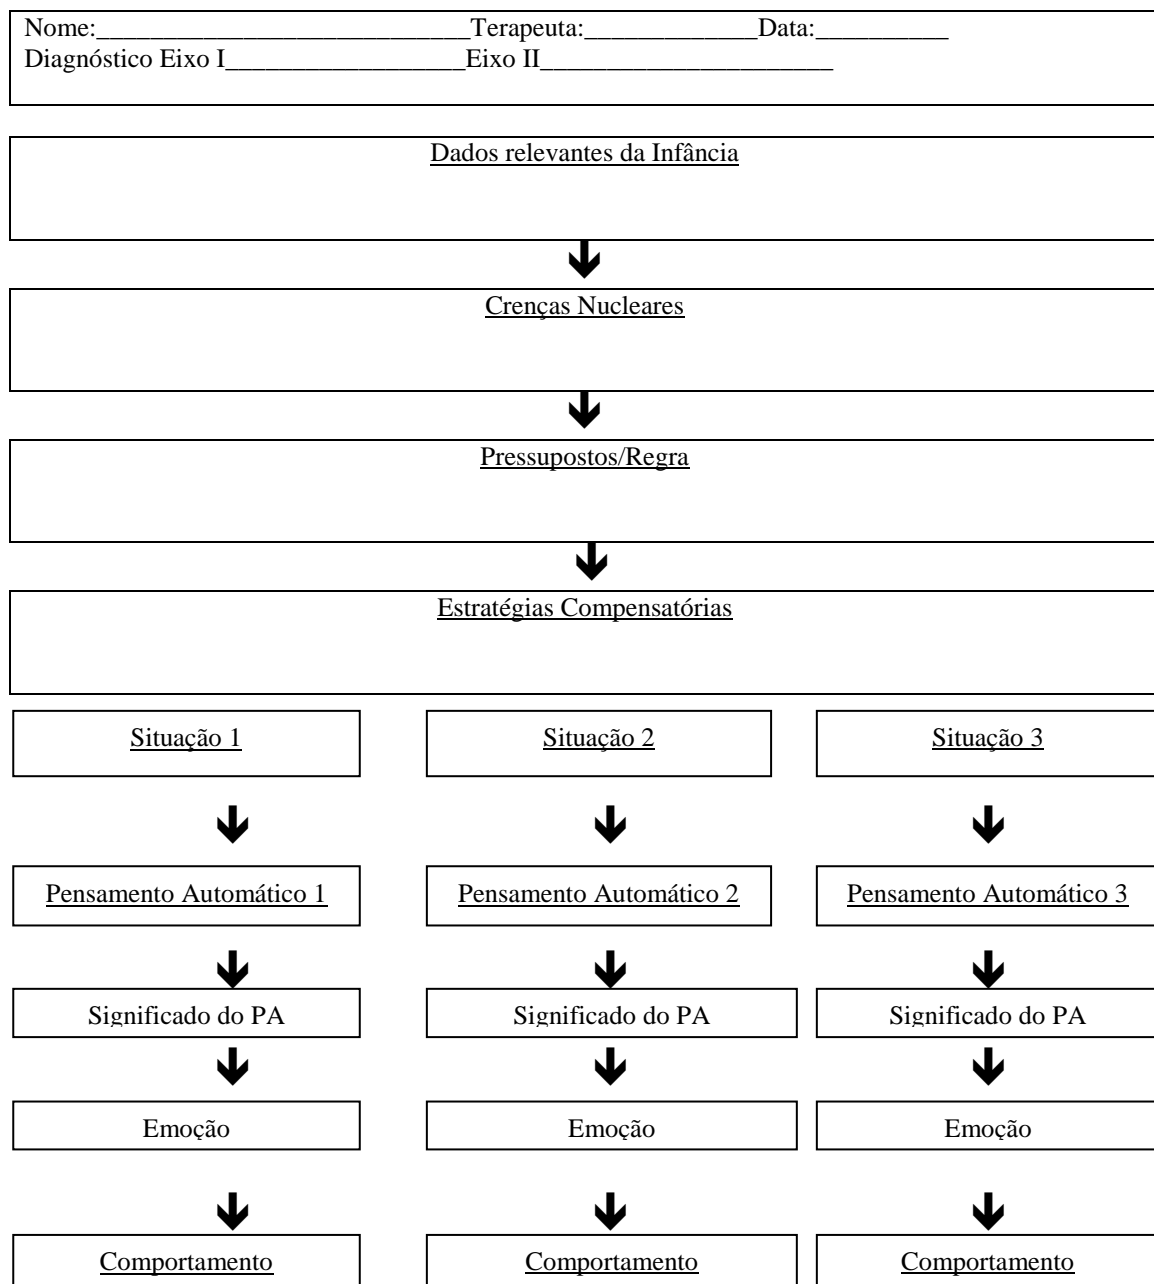 Nome:____________________________Terapeuta:_____________Data:__________
Diagnóstico Eixo I__________________Eixo II______________________
Dados relevantes da Infância
Crenças Nucleares
Pressupostos/Regra
Estratégias Compensatórias
Situação 1 Situação 2 Situação 3
Pensamento Automático 1 Pensamento Automático 2 Pensamento Automático 3
Significado do PA Significado do PA Significado do PA
Emoção Emoção Emoção
Comportamento Comportamento Comportamento